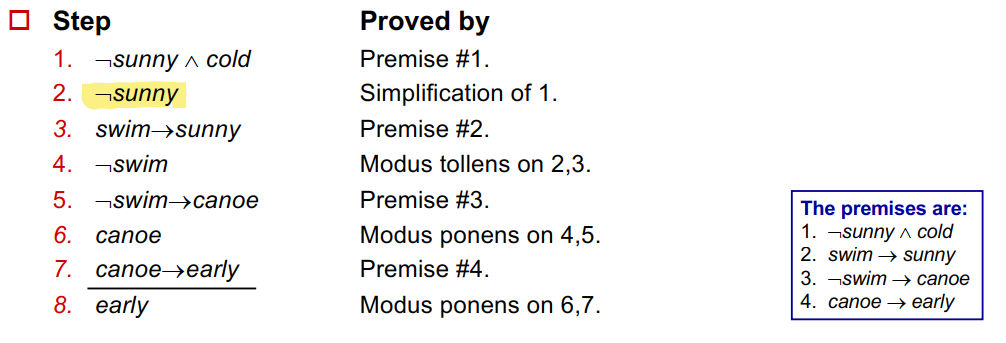 Step Proved by
1. ¬sunny ∧ cold Premise #1.
2. ¬sunny Simplification of 1.
3. swim→sunny Premise #2.
4. ¬swim Modus tollens on 2,3.
5. ¬swim→canoe Premise #3.
6. canoe Modus ponens on 4,5.
7. canoe→early Premise #4.
8. early Modus ponens on 6,7.
The premises are:
1. ¬sunny ∧ cold
2. swim → sunny
3. ¬swim → canoe
4. canoe → early